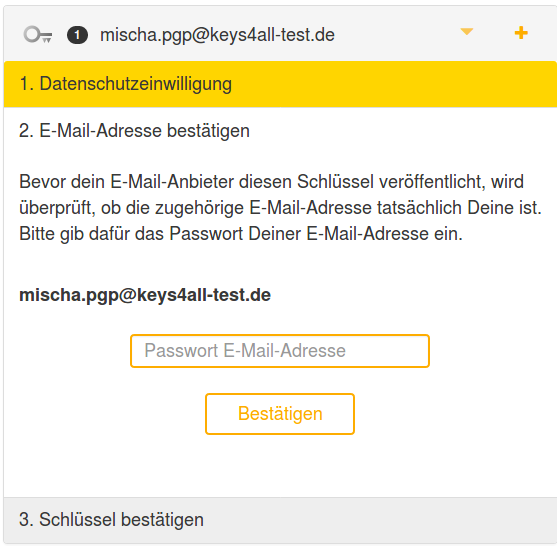 1 mischa.pgp@keys4all-test.de
1. Datenschutzeinwilligung
2. E-Mail-Adresse bestätigen
Bevor dein E-Mail-Anbieter diesen Schlüssel veröffentlicht, wird
überprüft, ob die zugehörige E-Mail-Adresse tatsächlich Deine ist.
Bitte gib dafür das Passwort Deiner E-Mail-Adresse ein.
mischa.pgp@keys4all-test.de
Passwort E-Mail-Adresse
Bestätigen
3. Schlüssel bestätigen